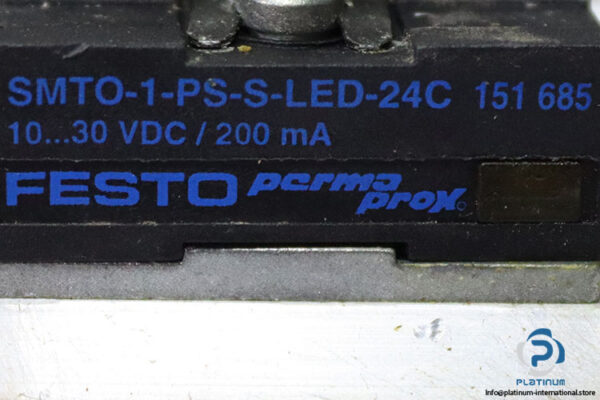 SMTO-1-PS-S-LED-24C 151 685
10...30 VDC / 200 mA
FESTO permo prox
PLATINUM
Info@platinum-international.store